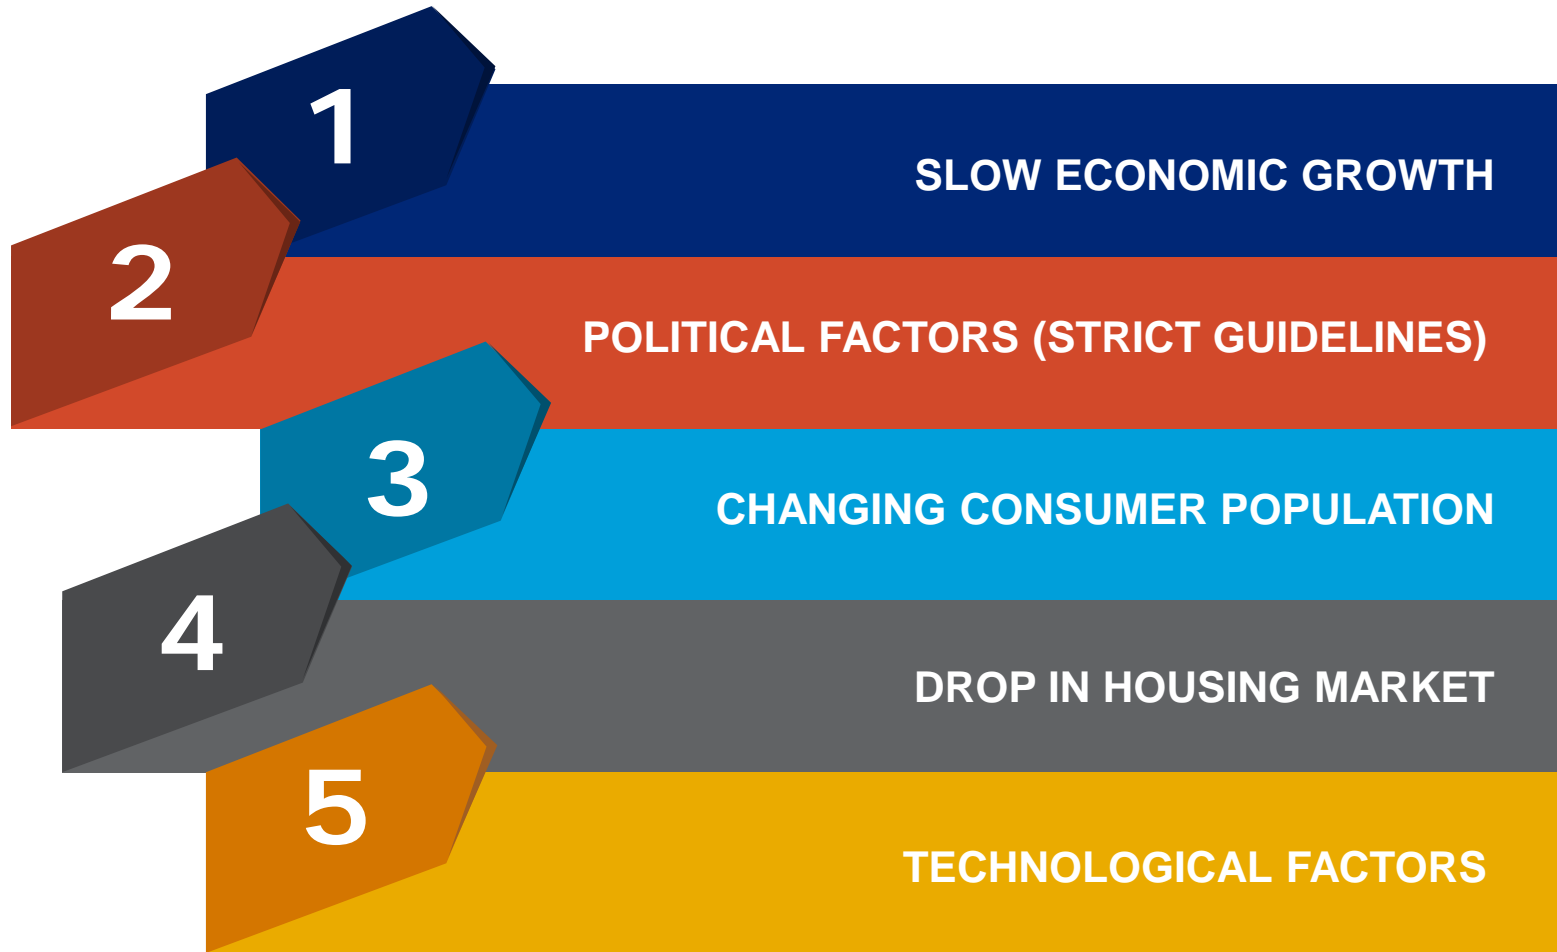 1
SLOW ECONOMIC GROWTH
2
POLITICAL FACTORS (STRICT GUIDELINES)
3
CHANGING CONSUMER POPULATION
4
DROP IN HOUSING MARKET
5
TECHNOLOGICAL FACTORS